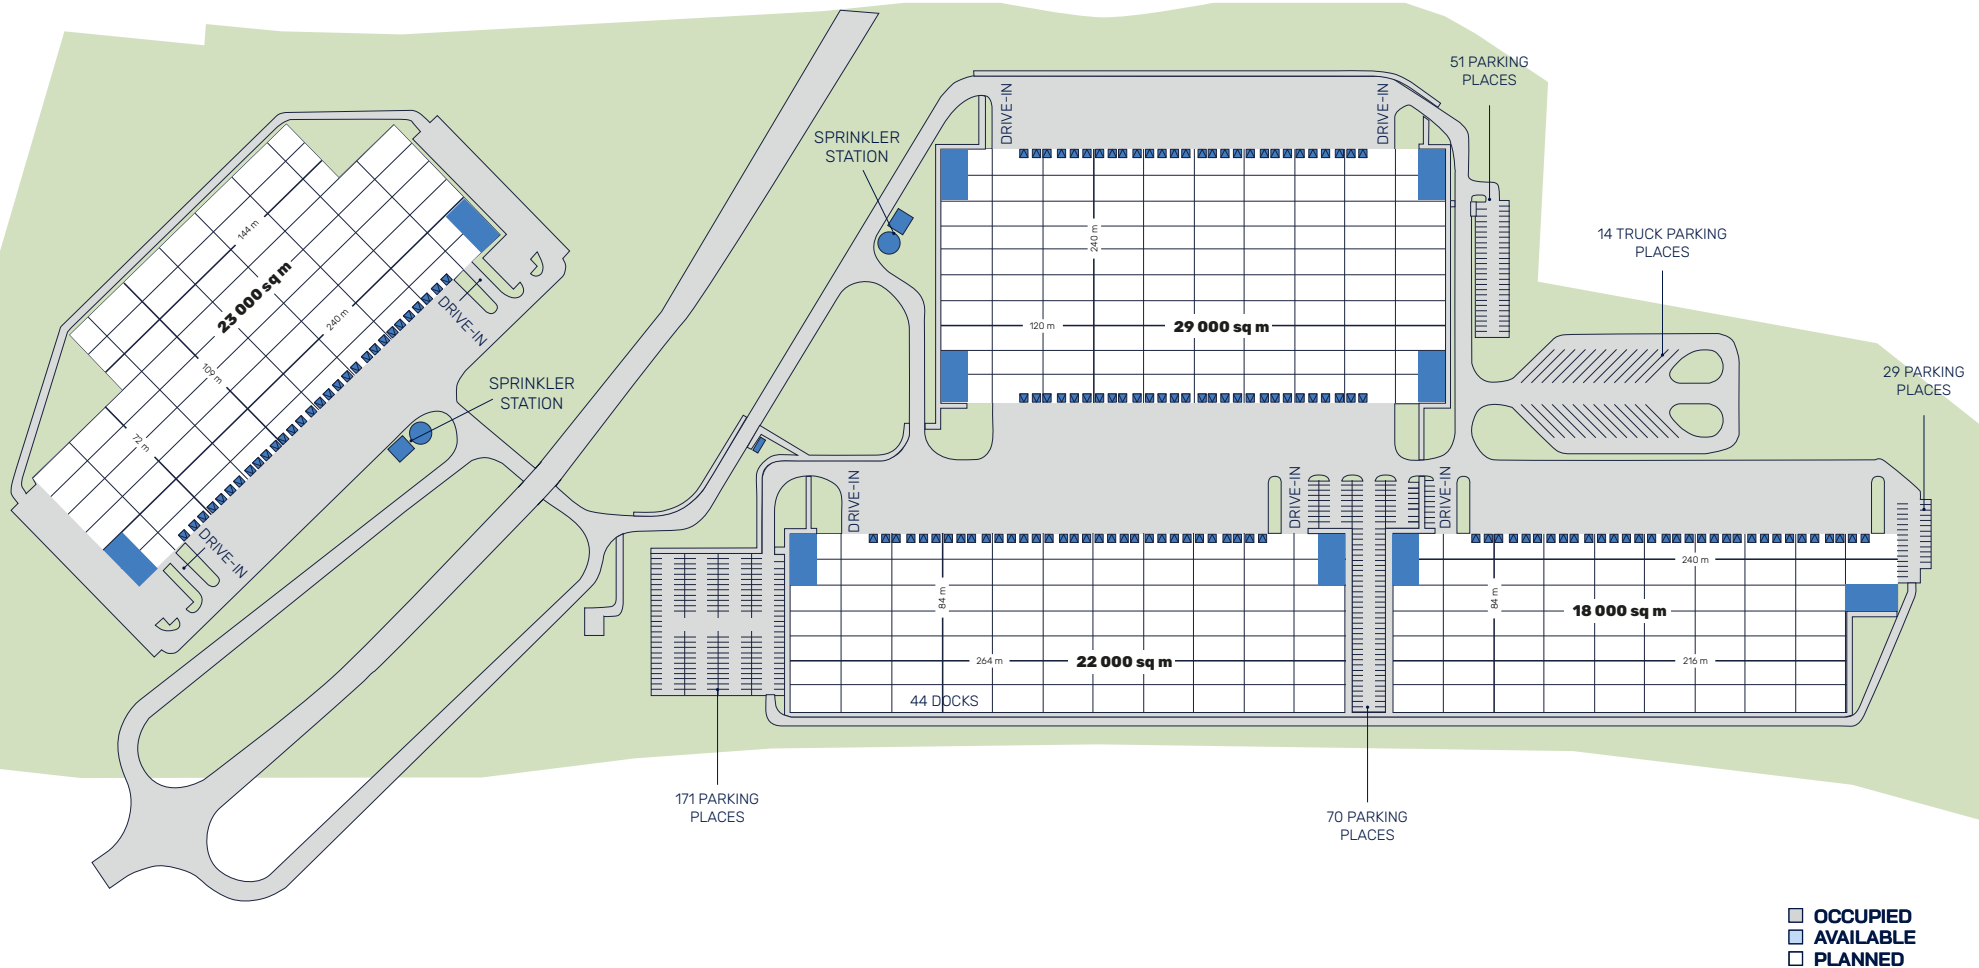 51 PARKING
PLACES
DRIVE-IN
DRIVE-IN
SPRINKLER
STATION
14 TRUCK PARKING
PLACES
144 m
23 000 sq m
240 m
109 m
72 m
DRIVE-IN
DRIVE-IN
240 m
120 m
29 000 sq m
29 PARKING
PLACES
SPRINKLER
STATION
DRIVE-IN
DRIVE-IN
DRIVE-IN
84 m
264 m
22 000 sq m
44 DOCKS
240 m
84 m
18 000 sq m
216 m
171 PARKING
PLACES
70 PARKING
PLACES
OCCUPIED
AVAILABLE
PLANNED